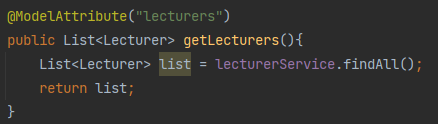 @ModelAttribute("lecturers")
public List<Lecturer> getLecturers(){
    List<Lecturer> list = lecturerService.findAll();
    return list;
}